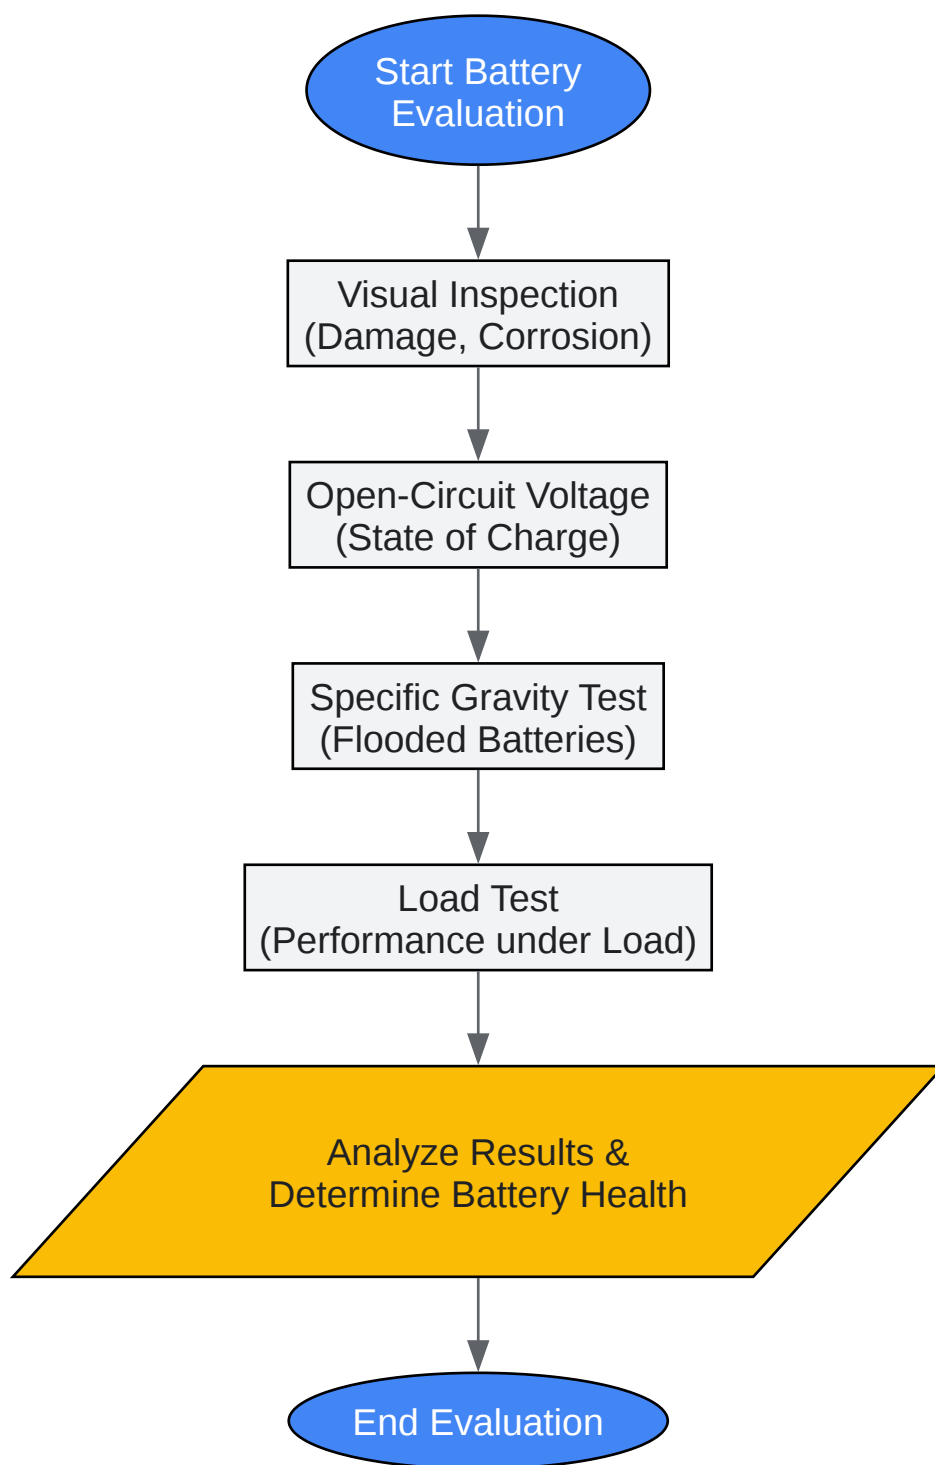 Start Battery
Evaluation
Visual Inspection
(Damage, Corrosion)
Open-Circuit Voltage
(State of Charge)
Specific Gravity Test
(Flooded Batteries)
Load Test
(Performance under Load)
Analyze Results &
Determine Battery Health
End Evaluation